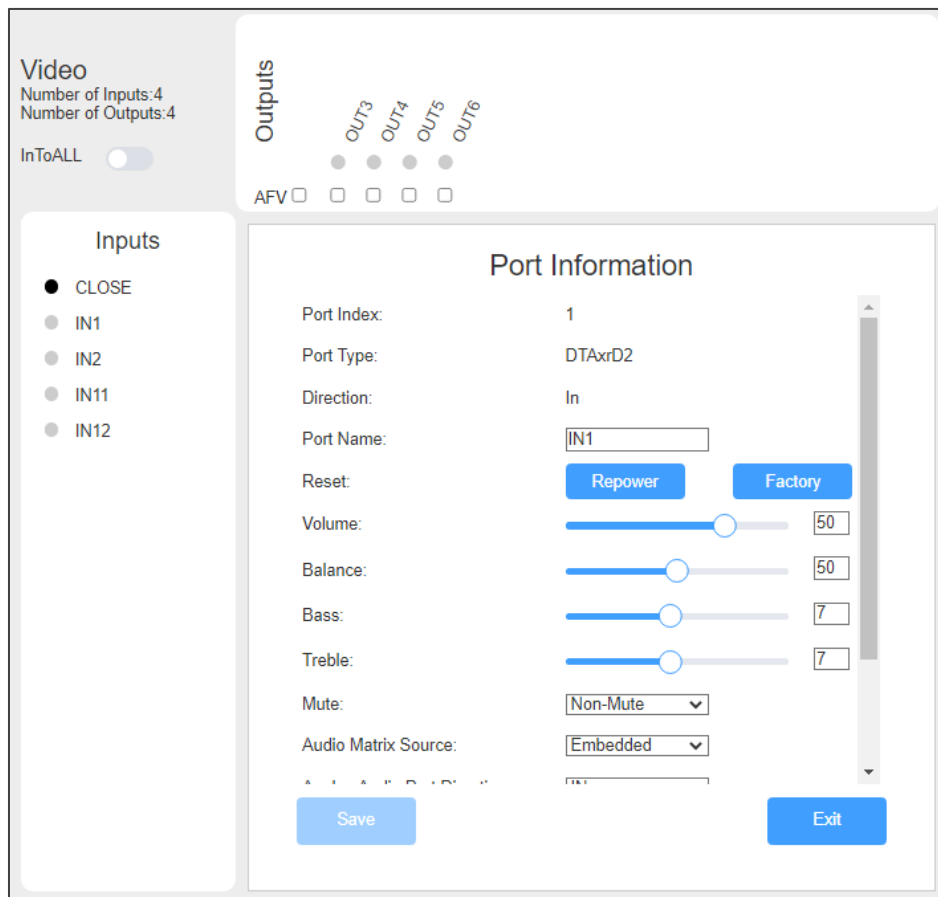 Video
Number of Inputs:4
Number of Outputs:4
InToALL
Outputs
OUT3
OUT4
OUT5
OUT6
AFV
Inputs
CLOSE
IN1
IN2
IN11
IN12
Port Information
Port Index: 1
Port Type: DTAxrD2
Direction: In
Port Name: IN1
Reset: Repower Factory
Volume: 50
Balance: 50
Bass: 7
Treble: 7
Mute: Non-Mute
Audio Matrix Source: Embedded
Save Exit